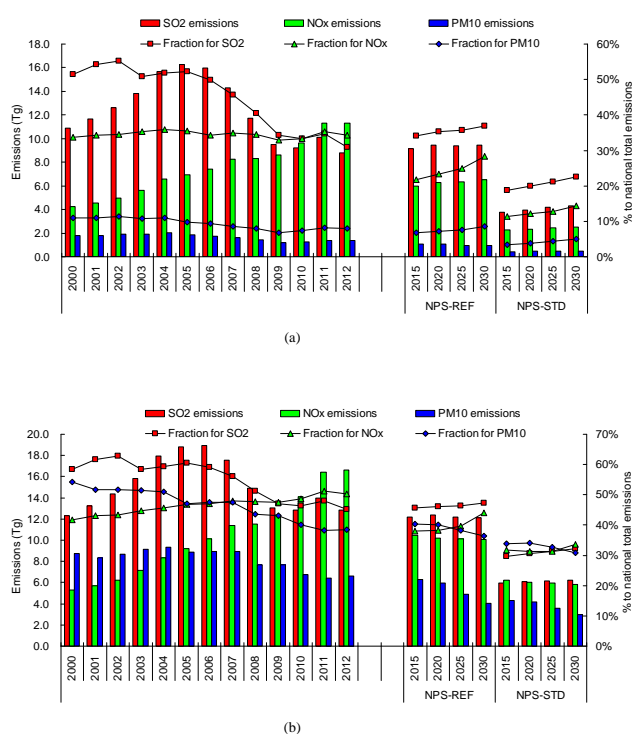 SO2 emissions NOx emissions PM10 emissions
Fraction for SO2 Fraction for NOx Fraction for PM10
18.0 60%
16.0
14.0 50%
12.0 40%
10.0
8.0 30%
6.0 20%
4.0
2.0 10%
0.0 0%
Emissions (Tg)
% to national total emissions
2000 2001 2002 2003 2004 2005 2006 2007 2008 2009 2010 2011 2012 2015 2020 2025 2030 2015 2020 2025 2030
NPS-REF NPS-STD
(a)
SO2 emissions NOx emissions PM10 emissions
Fraction for SO2 Fraction for NOx Fraction for PM10
20.0 70%
18.0 60%
16.0
14.0 50%
12.0 40%
10.0
8.0 30%
6.0 20%
4.0
2.0 10%
0.0 0%
Emissions (Tg)
% to national total emissions
2000 2001 2002 2003 2004 2005 2006 2007 2008 2009 2010 2011 2012 2015 2020 2025 2030 2015 2020 2025 2030
NPS-REF NPS-STD
(b)